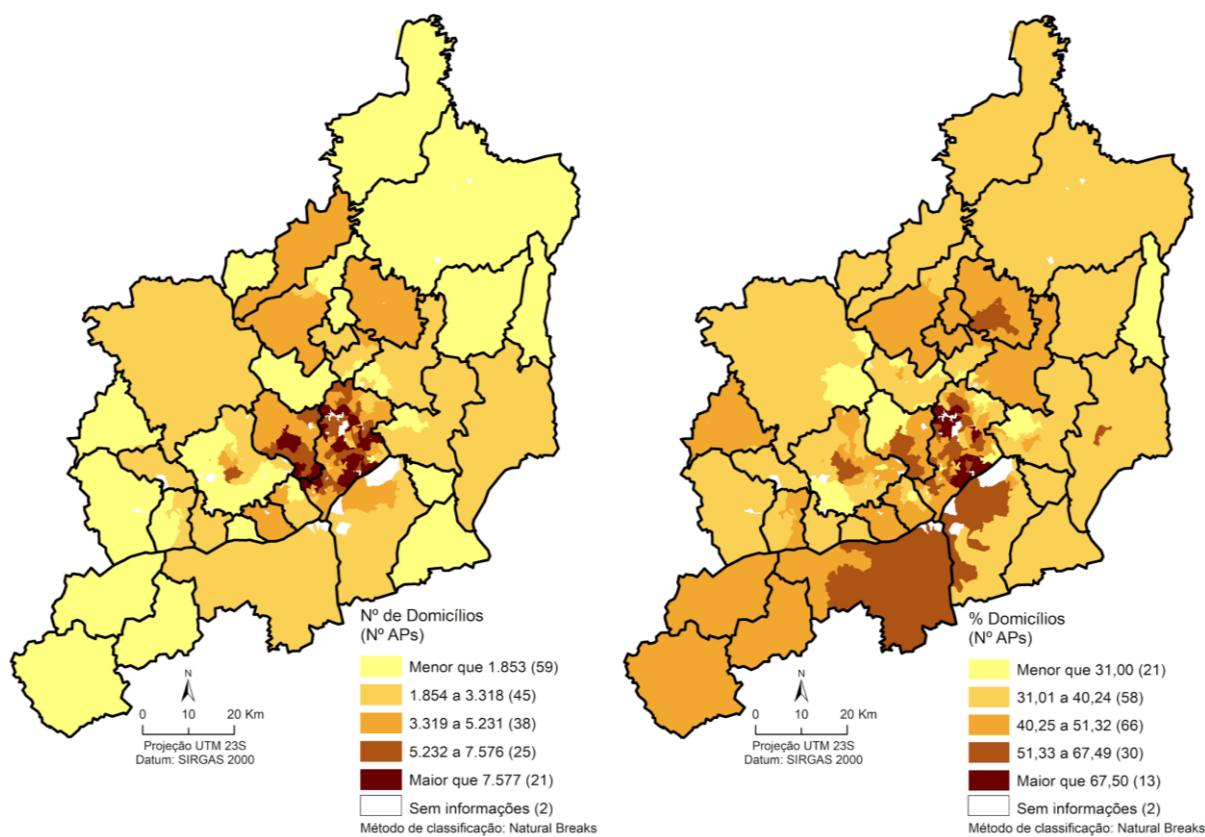 Nº de Domicílios
(Nº APs)
Menor que 1.853 (59)
1.854 a 3.318 (45)
3.319 a 5.231 (38)
5.232 a 7.576 (25)
Maior que 7.577 (21)
Sem informações (2)
Método de classificação: Natural Breaks
N
0 10 20 Km
Projeção UTM 23S
Datum: SIRGAS 2000
% Domicílios
(Nº APs)
Menor que 31,00 (21)
31,01 a 40,24 (58)
40,25 a 51,32 (66)
51,33 a 67,49 (30)
Maior que 67,50 (13)
Sem informações (2)
Método de classificação: Natural Breaks
N
0 10 20 Km
Projeção UTM 23S
Datum: SIRGAS 2000